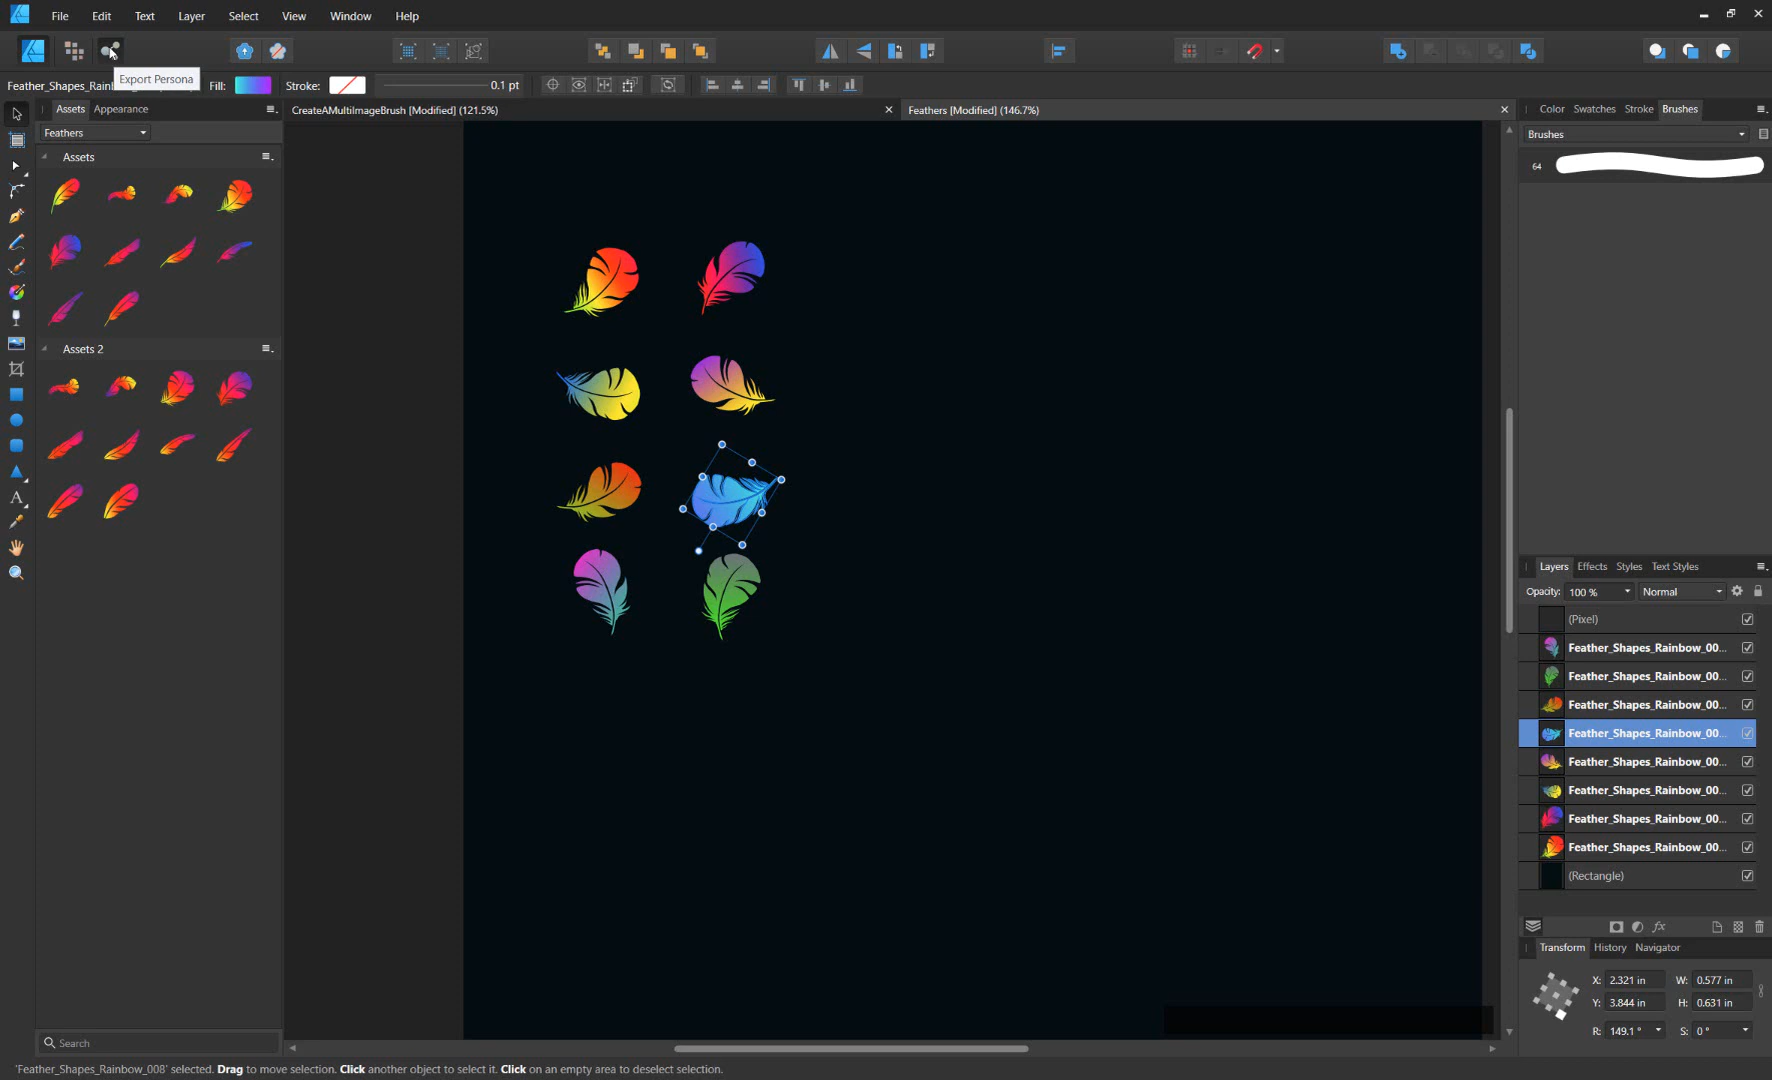 File Edit Text Layer Select View Window Help
Export Persona
Feather_Shapes_Rain Fill: Stroke: 0.1 pt
Assets Appearance
CreateAMultiImageBrush [Modified] (121.5%)
Feathers [Modified] (146.7%)
Color Swatches Stroke Brushes
Feathers
Brushes
Assets
64
Assets 2
Layers Effects Styles Text Styles
Opacity: 100 % Normal
(Pixel)
Feather_Shapes_Rainbow_00...
Feather_Shapes_Rainbow_00...
Feather_Shapes_Rainbow_00...
Feather_Shapes_Rainbow_00...
Feather_Shapes_Rainbow_00...
Feather_Shapes_Rainbow_00...
Feather_Shapes_Rainbow_00...
Feather_Shapes_Rainbow_00...
(Rectangle)
Transform History Navigator
X: 2.321 in W: 0.577 in
Y: 3.844 in H: 0.631 in
R: 149.1 ° S: 0 °
Search
'Feather_Shapes_Rainbow_008' selected. Drag to move selection. Click another object to select it. Click on an empty area to deselect selection.